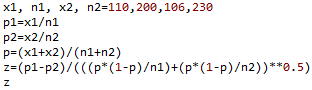 x1, n1, x2, n2=110,200,106,230
p1=x1/n1
p2=x2/n2
p=(x1+x2)/(n1+n2)
z=(p1-p2)/(((p*(1-p)/n1)+(p*(1-p)/n2))**0.5)
z